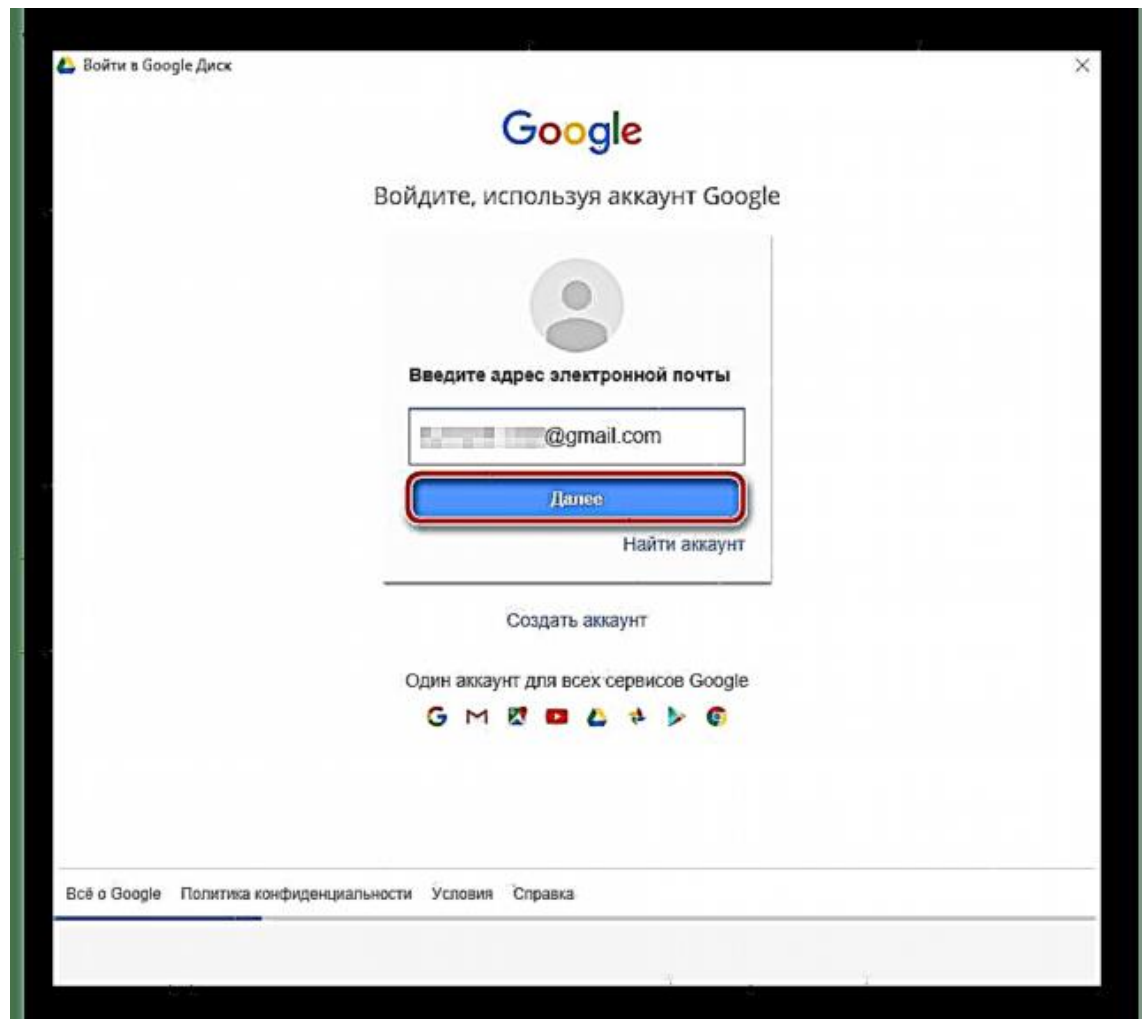 Войти в Google Диск
Google
Войдите, используя аккаунт Google
Введите адрес электронной почты
@gmail.com
Далее
Найти аккаунт
Создать аккаунт
Один аккаунт для всех сервисов Google
Всё о Google Политика конфиденциальности Условия Справка